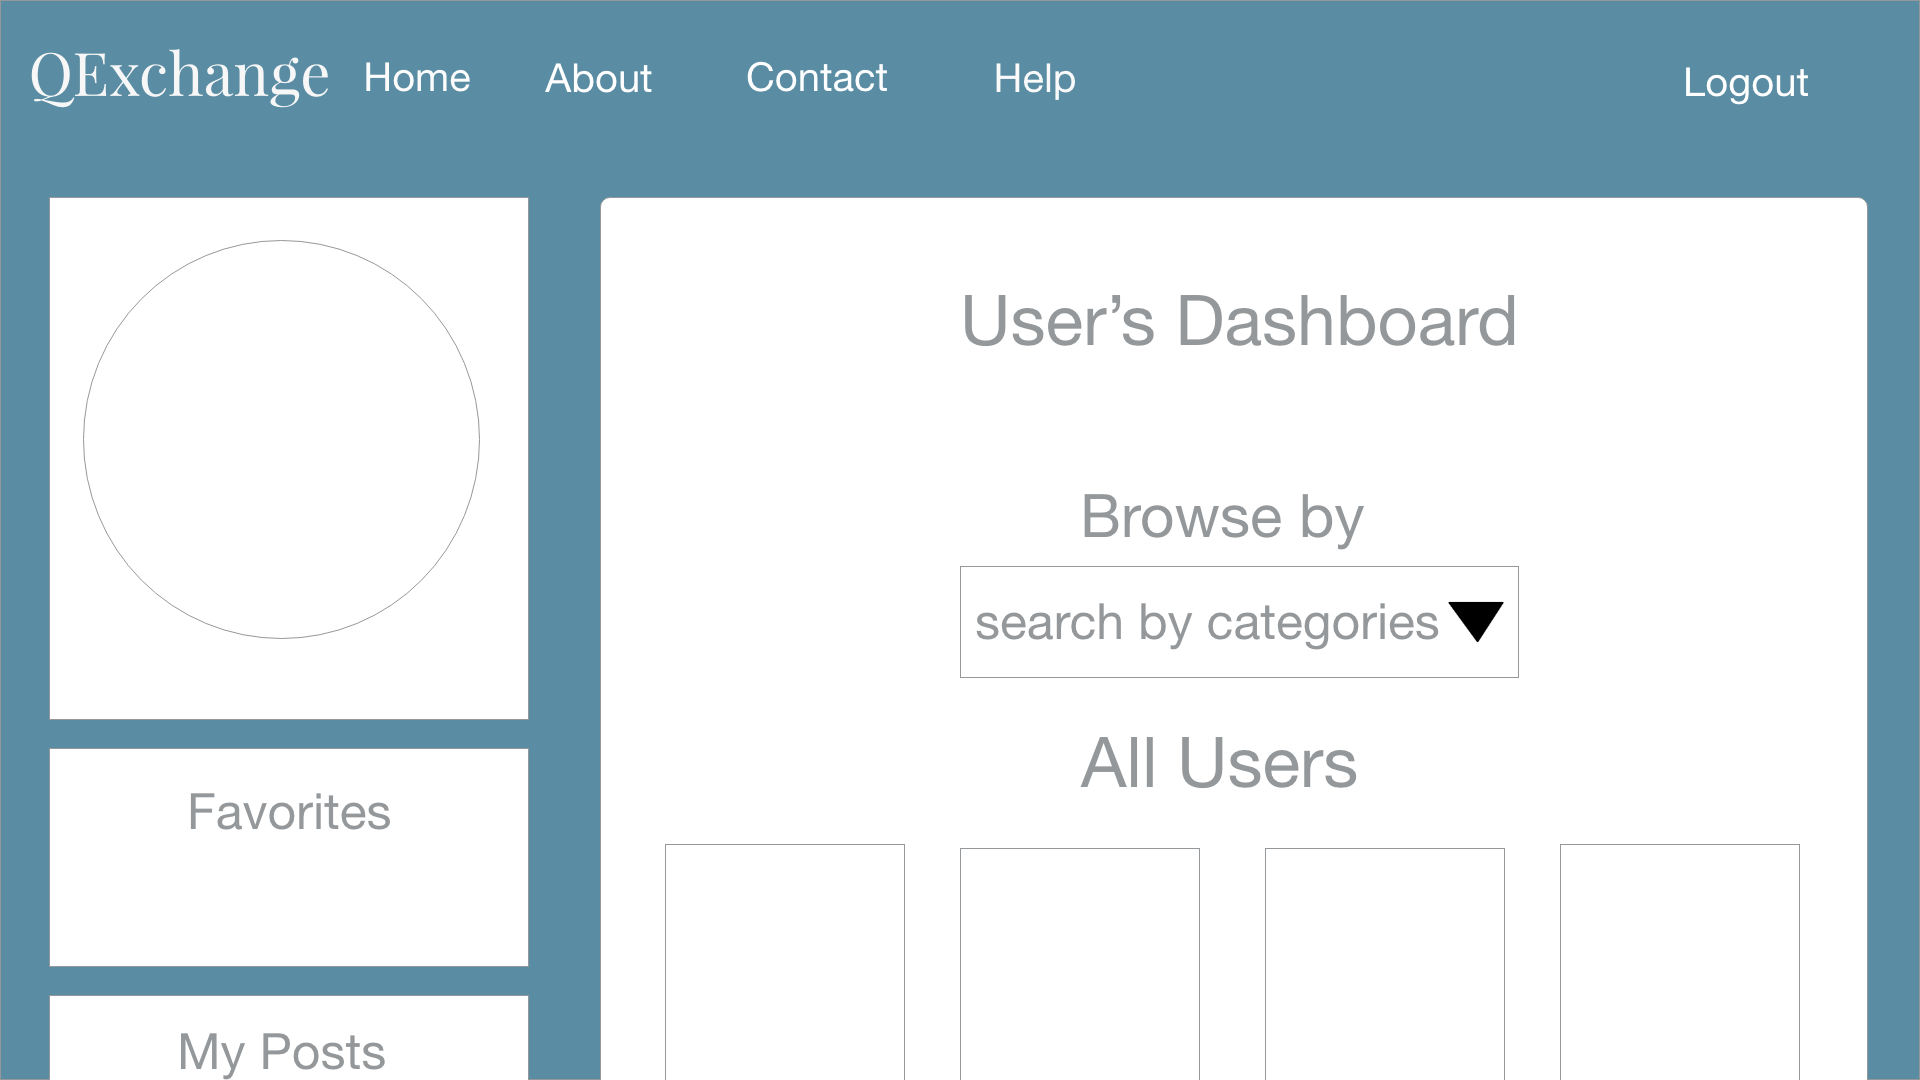 QExchange Home About Contact Help Logout
User’s Dashboard
Browse by
search by categories
All Users
Favorites
My Posts